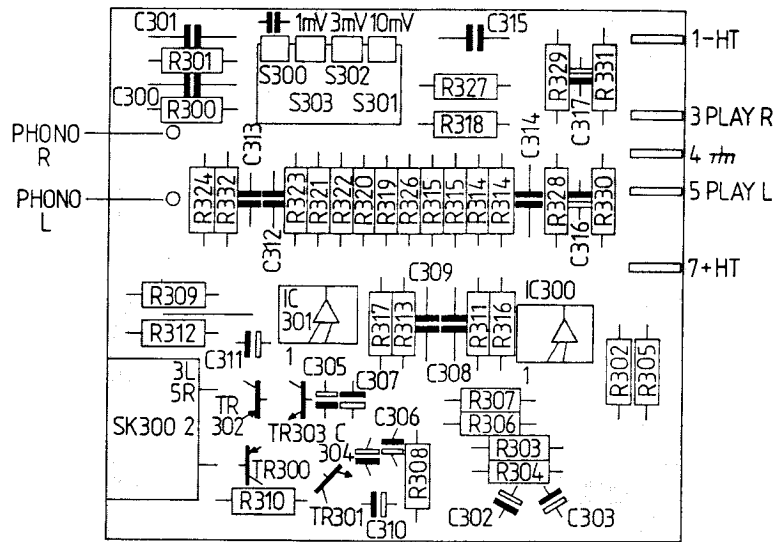 C301
1mV 3mV 10mV
C315
1-HT
R301
S300 S302
R329
R331
C300
R300
S303 S301
R327
C317
3 PLAY R
PHONO
R
C313
R318
C314
4
PHONO
L
R324
R332
R323
R321
R322
R320
R319
R326
R315
R315
R314
R314
R328
R330
5 PLAY L
C312
C316
7+HT
R309
IC
301
C309
IC300
R312
R317
R313
R311
R316
C311
1
C305
C307
C308
1
R302
R305
3L
5R
TR
302
SK300 2
TR303
C
304
C306
R307
R306
R303
R304
TR300
R308
R310
TR301
C310
C302
C303